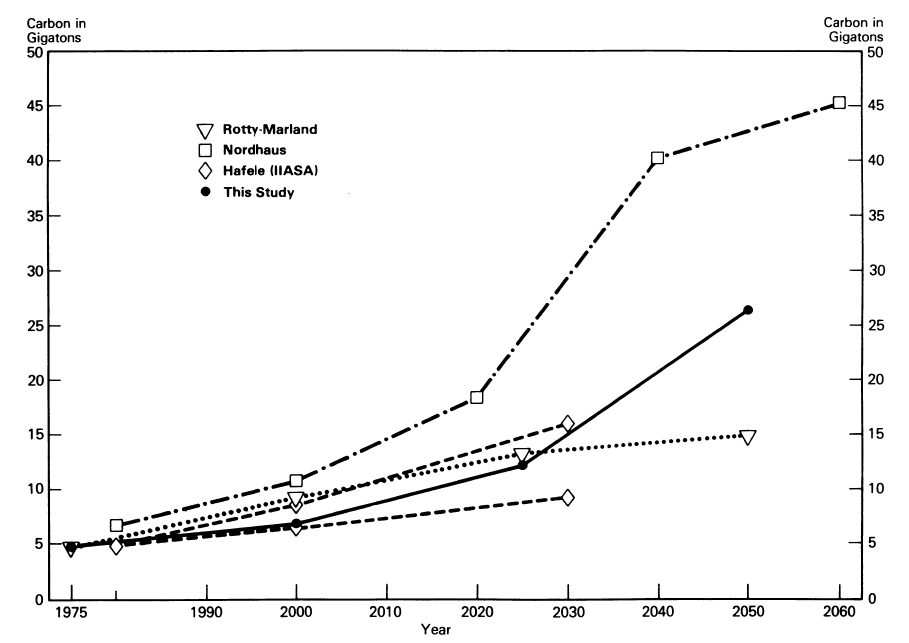 Carbon in
Gigatons
Carbon in
Gigatons
50
50
45
45
40
40
35
35
30
30
25
25
20
20
15
15
10
10
5
5
0
0
Rotty-Marland
Nordhaus
Hafele (IIASA)
This Study
1975 1990 2000 2010 2020 2030 2040 2050 2060
Year